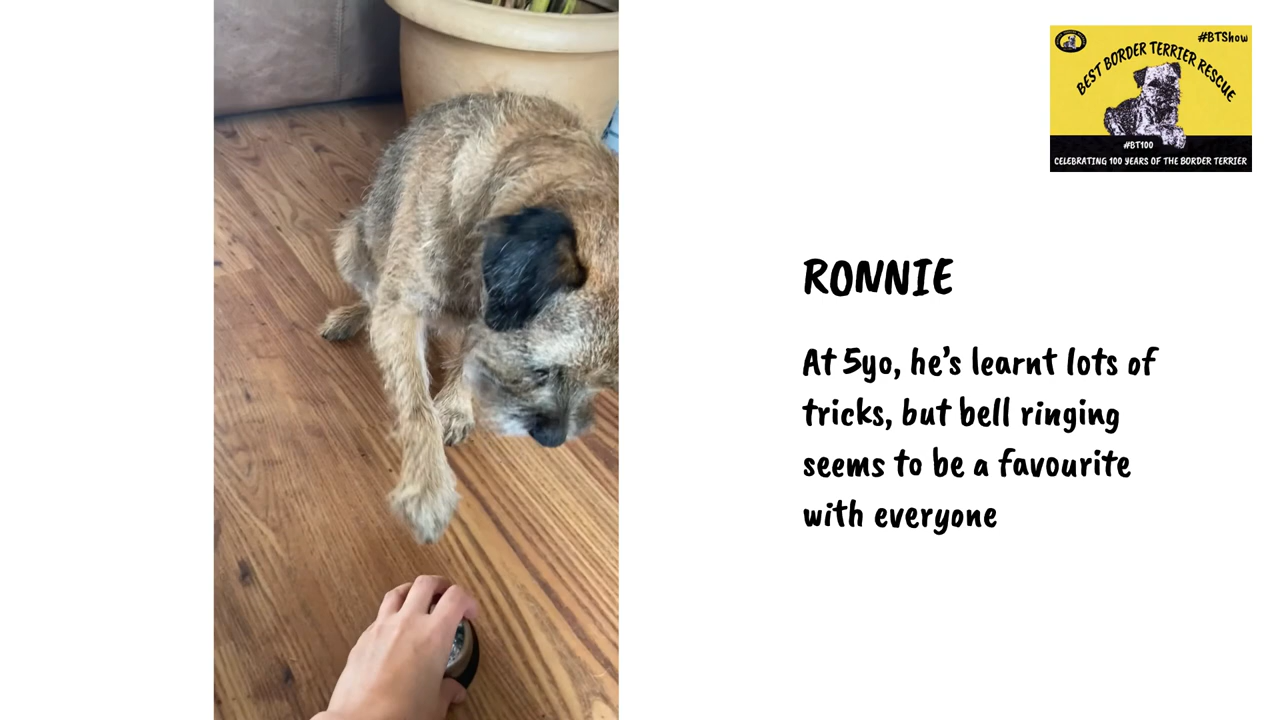 #BTShow
BEST BORDER TERRIER RESCUE
#BT100
CELEBRATING 100 YEARS OF THE BORDER TERRIER
RONNIE
At 5yo, he's learnt lots of
tricks, but bell ringing
seems to be a favourite
with everyone